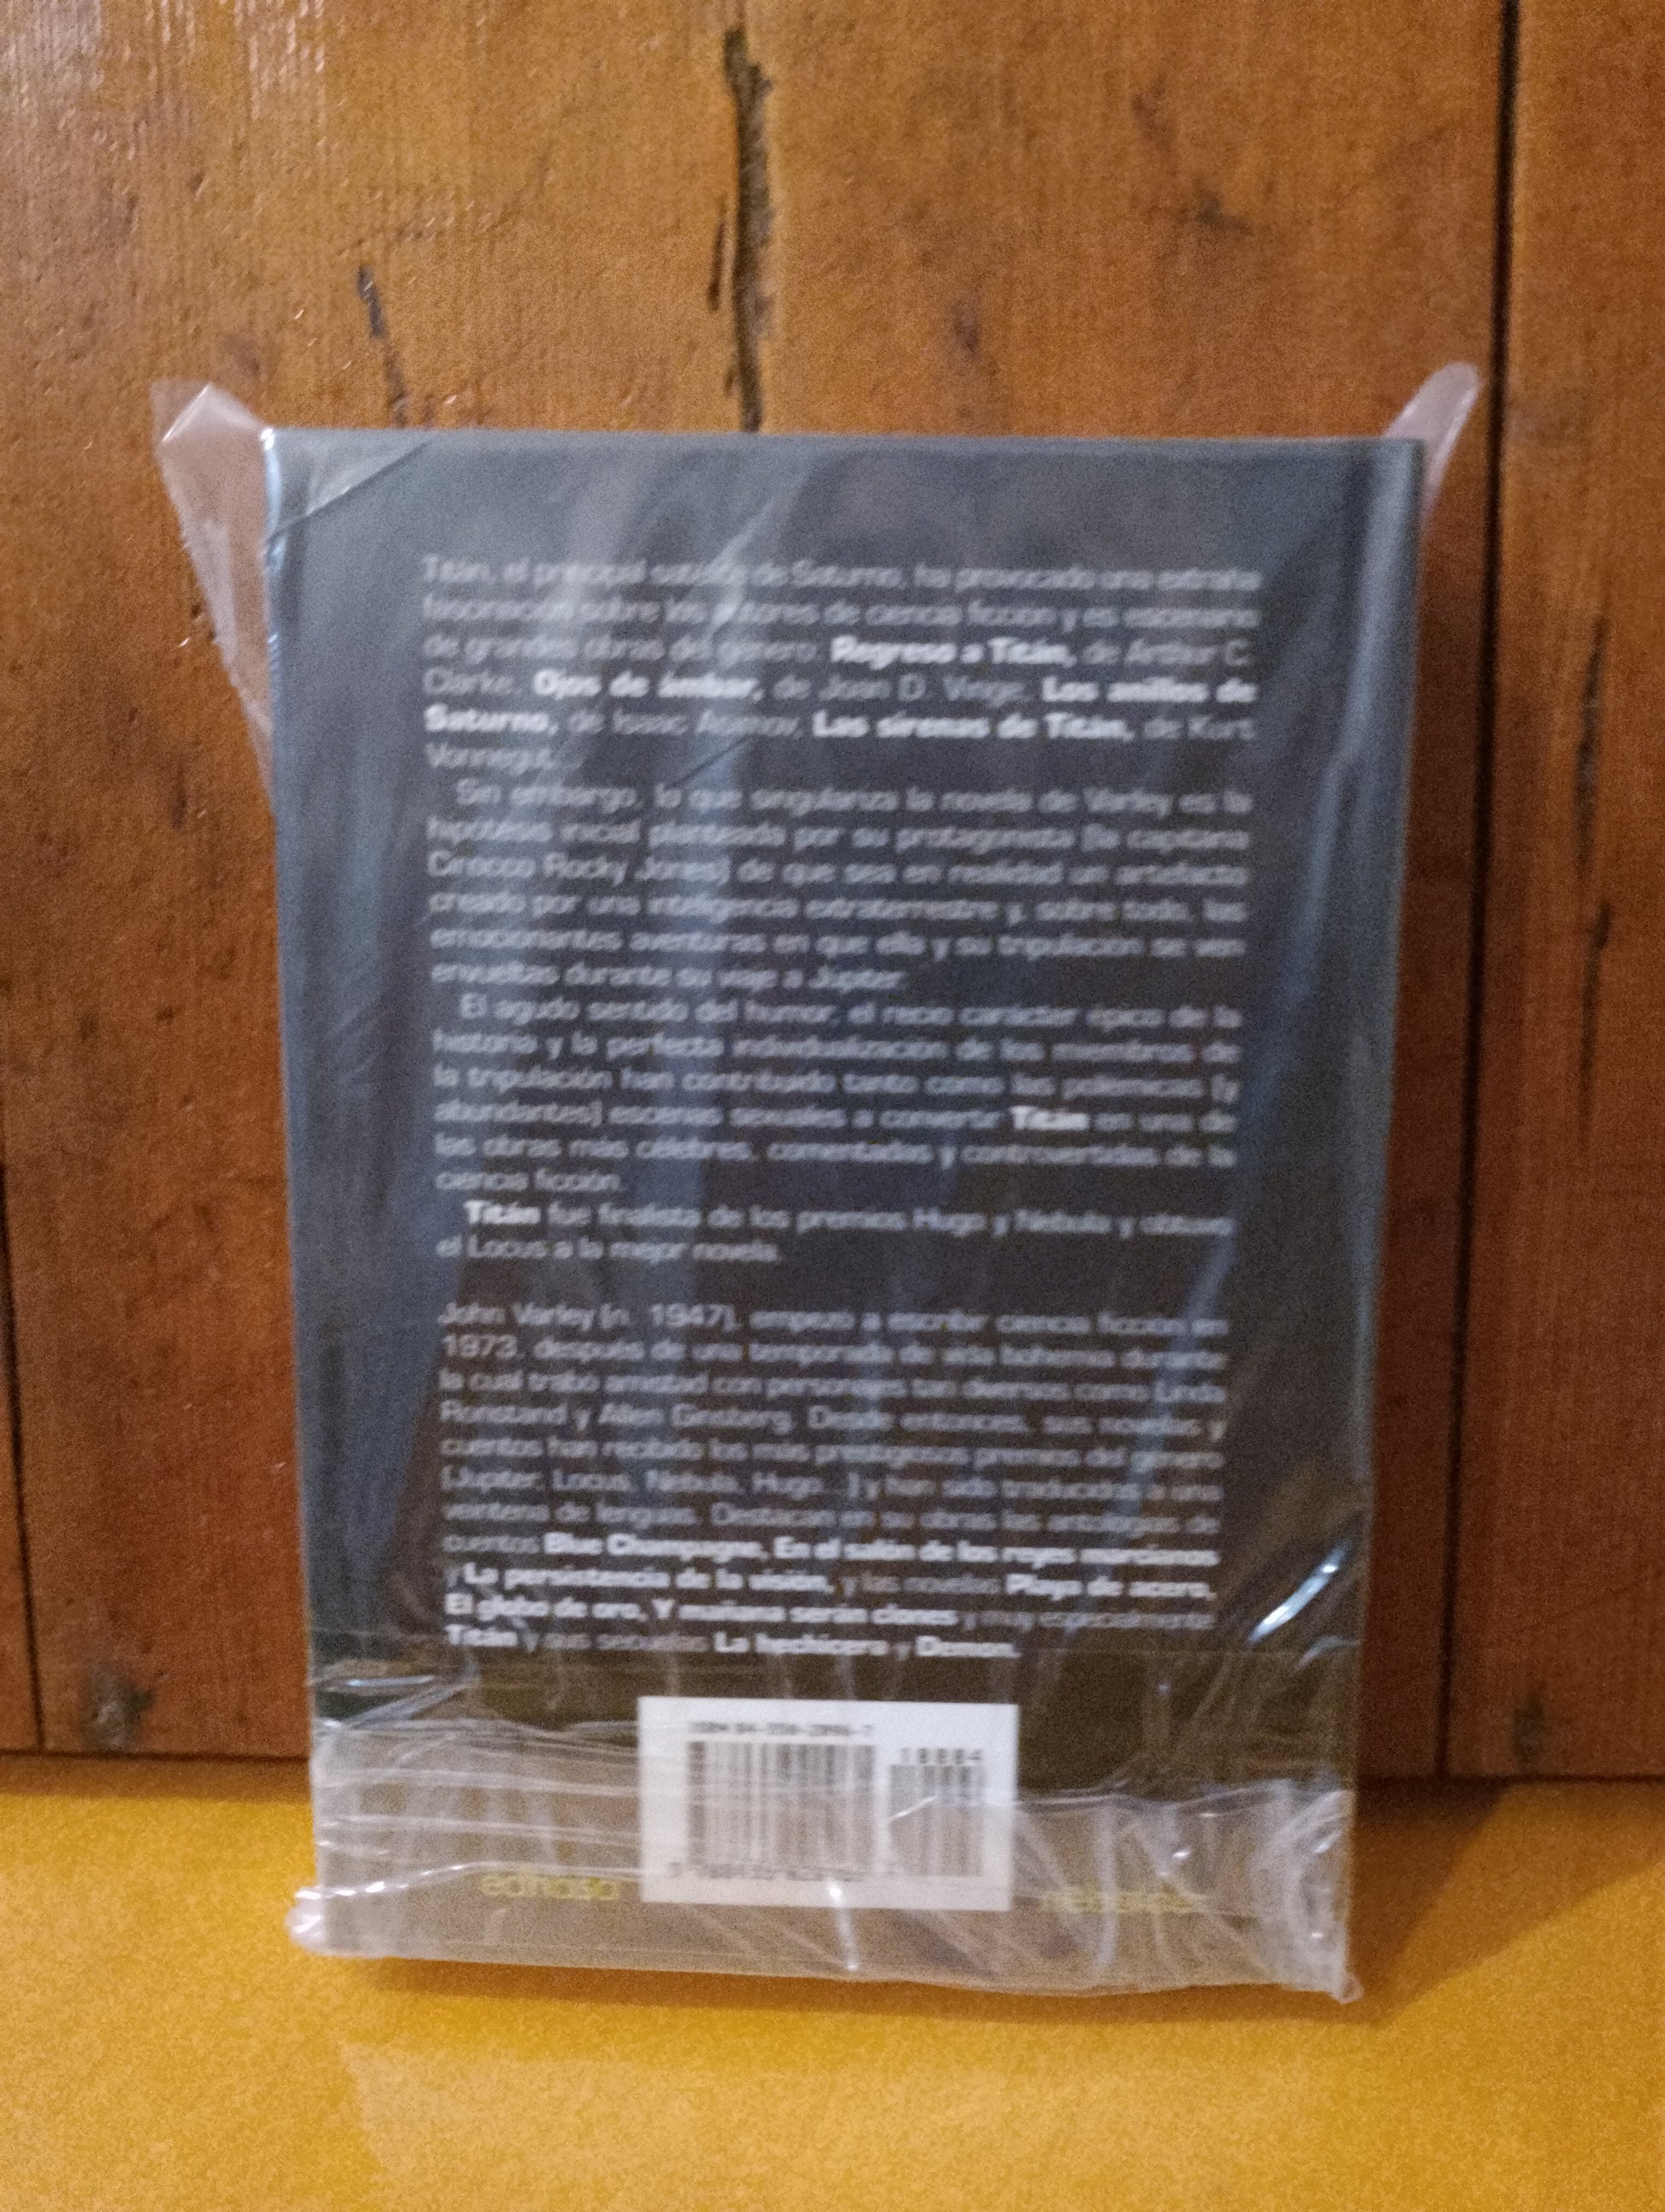 Titán, el principal satélite de Saturno, ha provocado una extraña
fascinación sobre los autores de ciencia ficción y es escenario
de grandes obras del género: Regreso a Titán, de Arthur C.
Clarke, Ojos de ámbar, de Joan D. Vinge, Los anillos de
Saturno, de Isaac Asimov, Las sirenas de Titán, de Kurt
Vonnegut...
Sin embargo, lo que singulariza la novela de Varley es la
hipótesis inicial planteada por su protagonista (la capitana
Cirocco Rocky Jones) de que sea en realidad un artefacto
creado por una inteligencia extraterrestre y, sobre todo, las
emocionantes aventuras en que ella y su tripulación se ven
envueltas durante su viaje a Júpiter.
El agudo sentido del humor, el recio carácter épico de la
historia y la perfecta individualización de los miembros de
la tripulación han contribuido tanto como las polémicas (y
abundantes) escenas sexuales a convertir Titán en una de
las obras más célebres, comentadas y controvertidas de la
ciencia ficción.
Titán fue finalista de los premios Hugo y Nebula y obtuvo
el Locus a la mejor novela.
John Varley (n. 1947), empezó a escribir ciencia ficción en
1973, después de una temporada de vida bohemia durante
la cual trabó amistad con personajes tan diversos como Linda
Ronstand y Allen Ginsberg. Desde entonces, sus novelas y
cuentos han recibido los más prestigiosos premios del género
(Jupiter, Locus, Nebula, Hugo...) y han sido traducidos a una
veintena de lenguas. Destacan en su obras las antologías de
cuentos Blue Champagne, En el salón de los reyes marcianos
y La persistencia de la visión, y las novelas Playa de acero,
El globo de oro, Y mañana serán clones y muy especialmente
Titán y sus secuelas La hechicera y Demon.
ISBN
18884
edhasa
nebulae